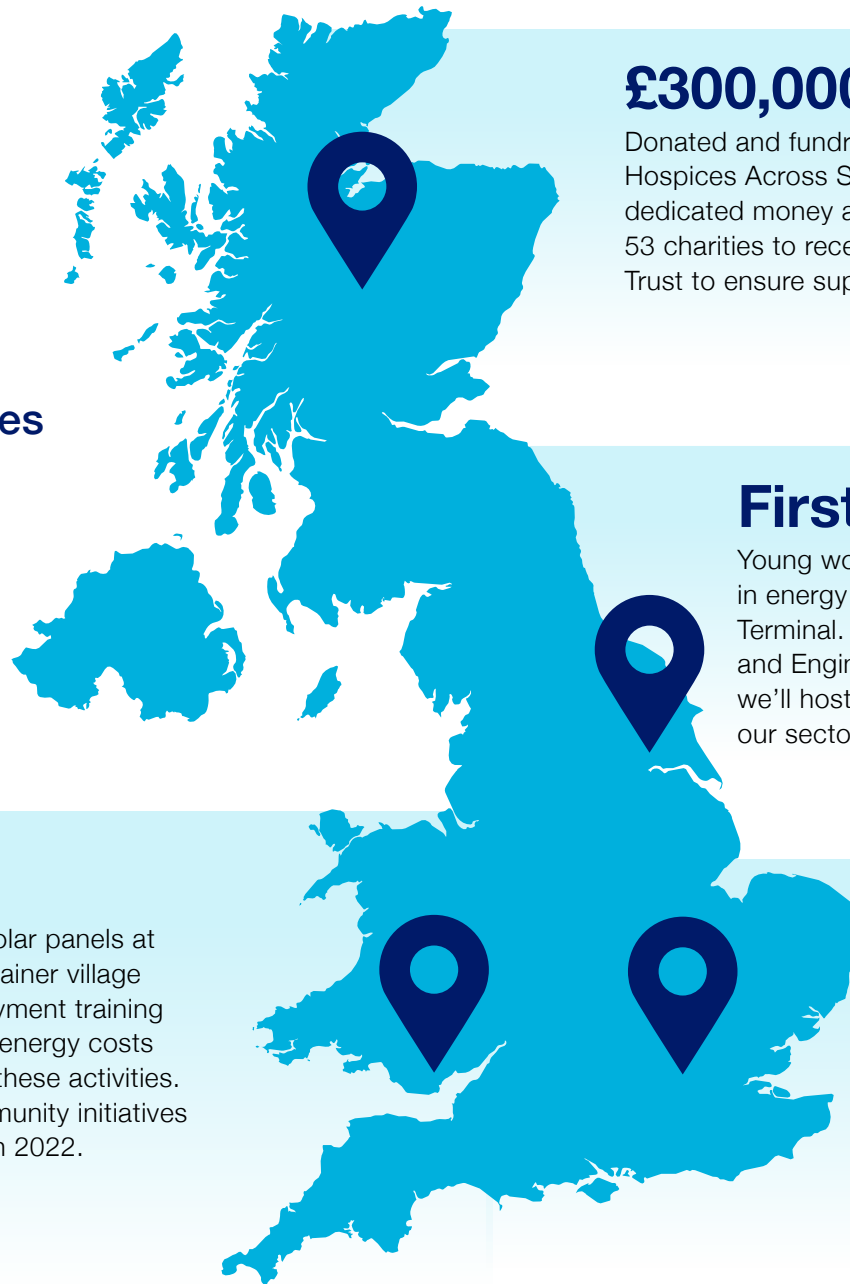 £300,000
Donated and fundr
Hospices Across S
dedicated money a
53 charities to rece
Trust to ensure sup
es
First
Young wo
in energy
Terminal.
and Engin
we'll host
our secto
olar panels at
ainer village
yment training
energy costs
these activities.
munity initiatives
n 2022.